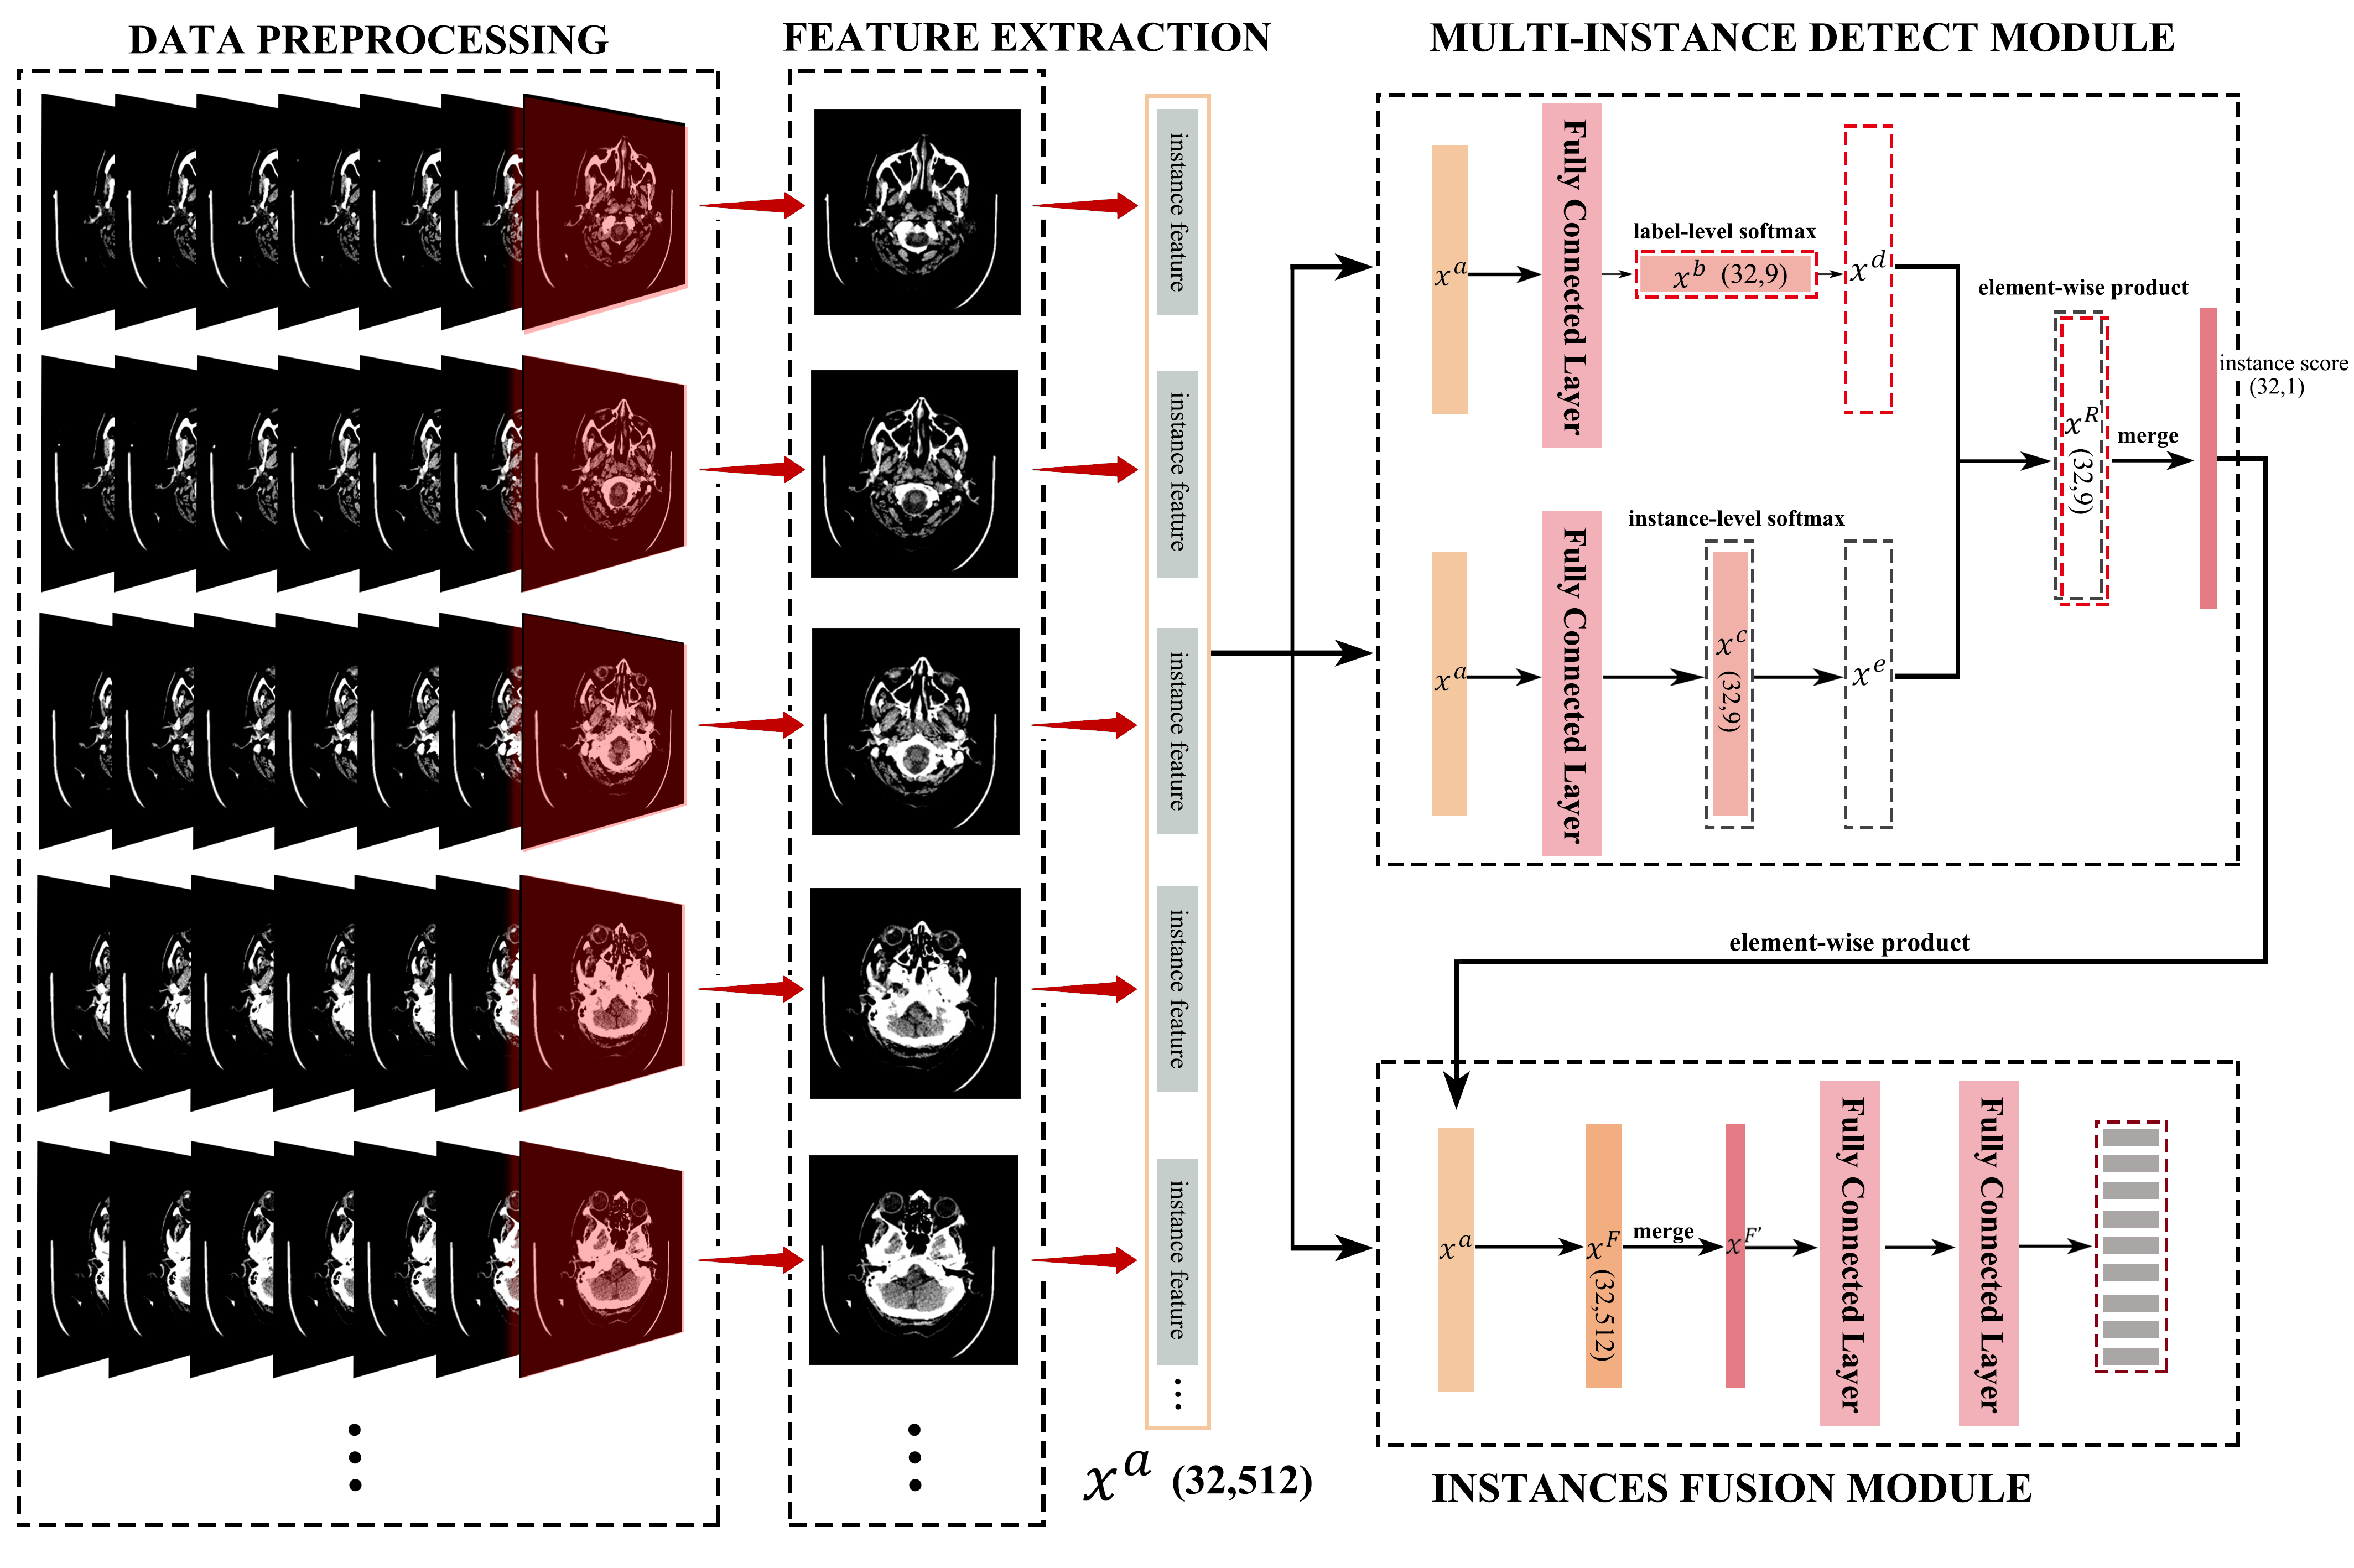 DATA PREPROCESSING
FEATURE EXTRACTION
MULTI-INSTANCE DETECT MODULE
instance feature
instance feature
instance feature
instance feature
instance feature
...
x^a (32,512)
x^a
Fully Connected Layer
label-level softmax
x^b (32,9)
x^d
x^a
Fully Connected Layer
instance-level softmax
x^c (32,9)
x^e
element-wise product
x^R (32,9)
merge
instance score
(32,1)
element-wise product
x^a
x^F (32,512)
merge
x^F'
Fully Connected Layer
Fully Connected Layer
INSTANCES FUSION MODULE